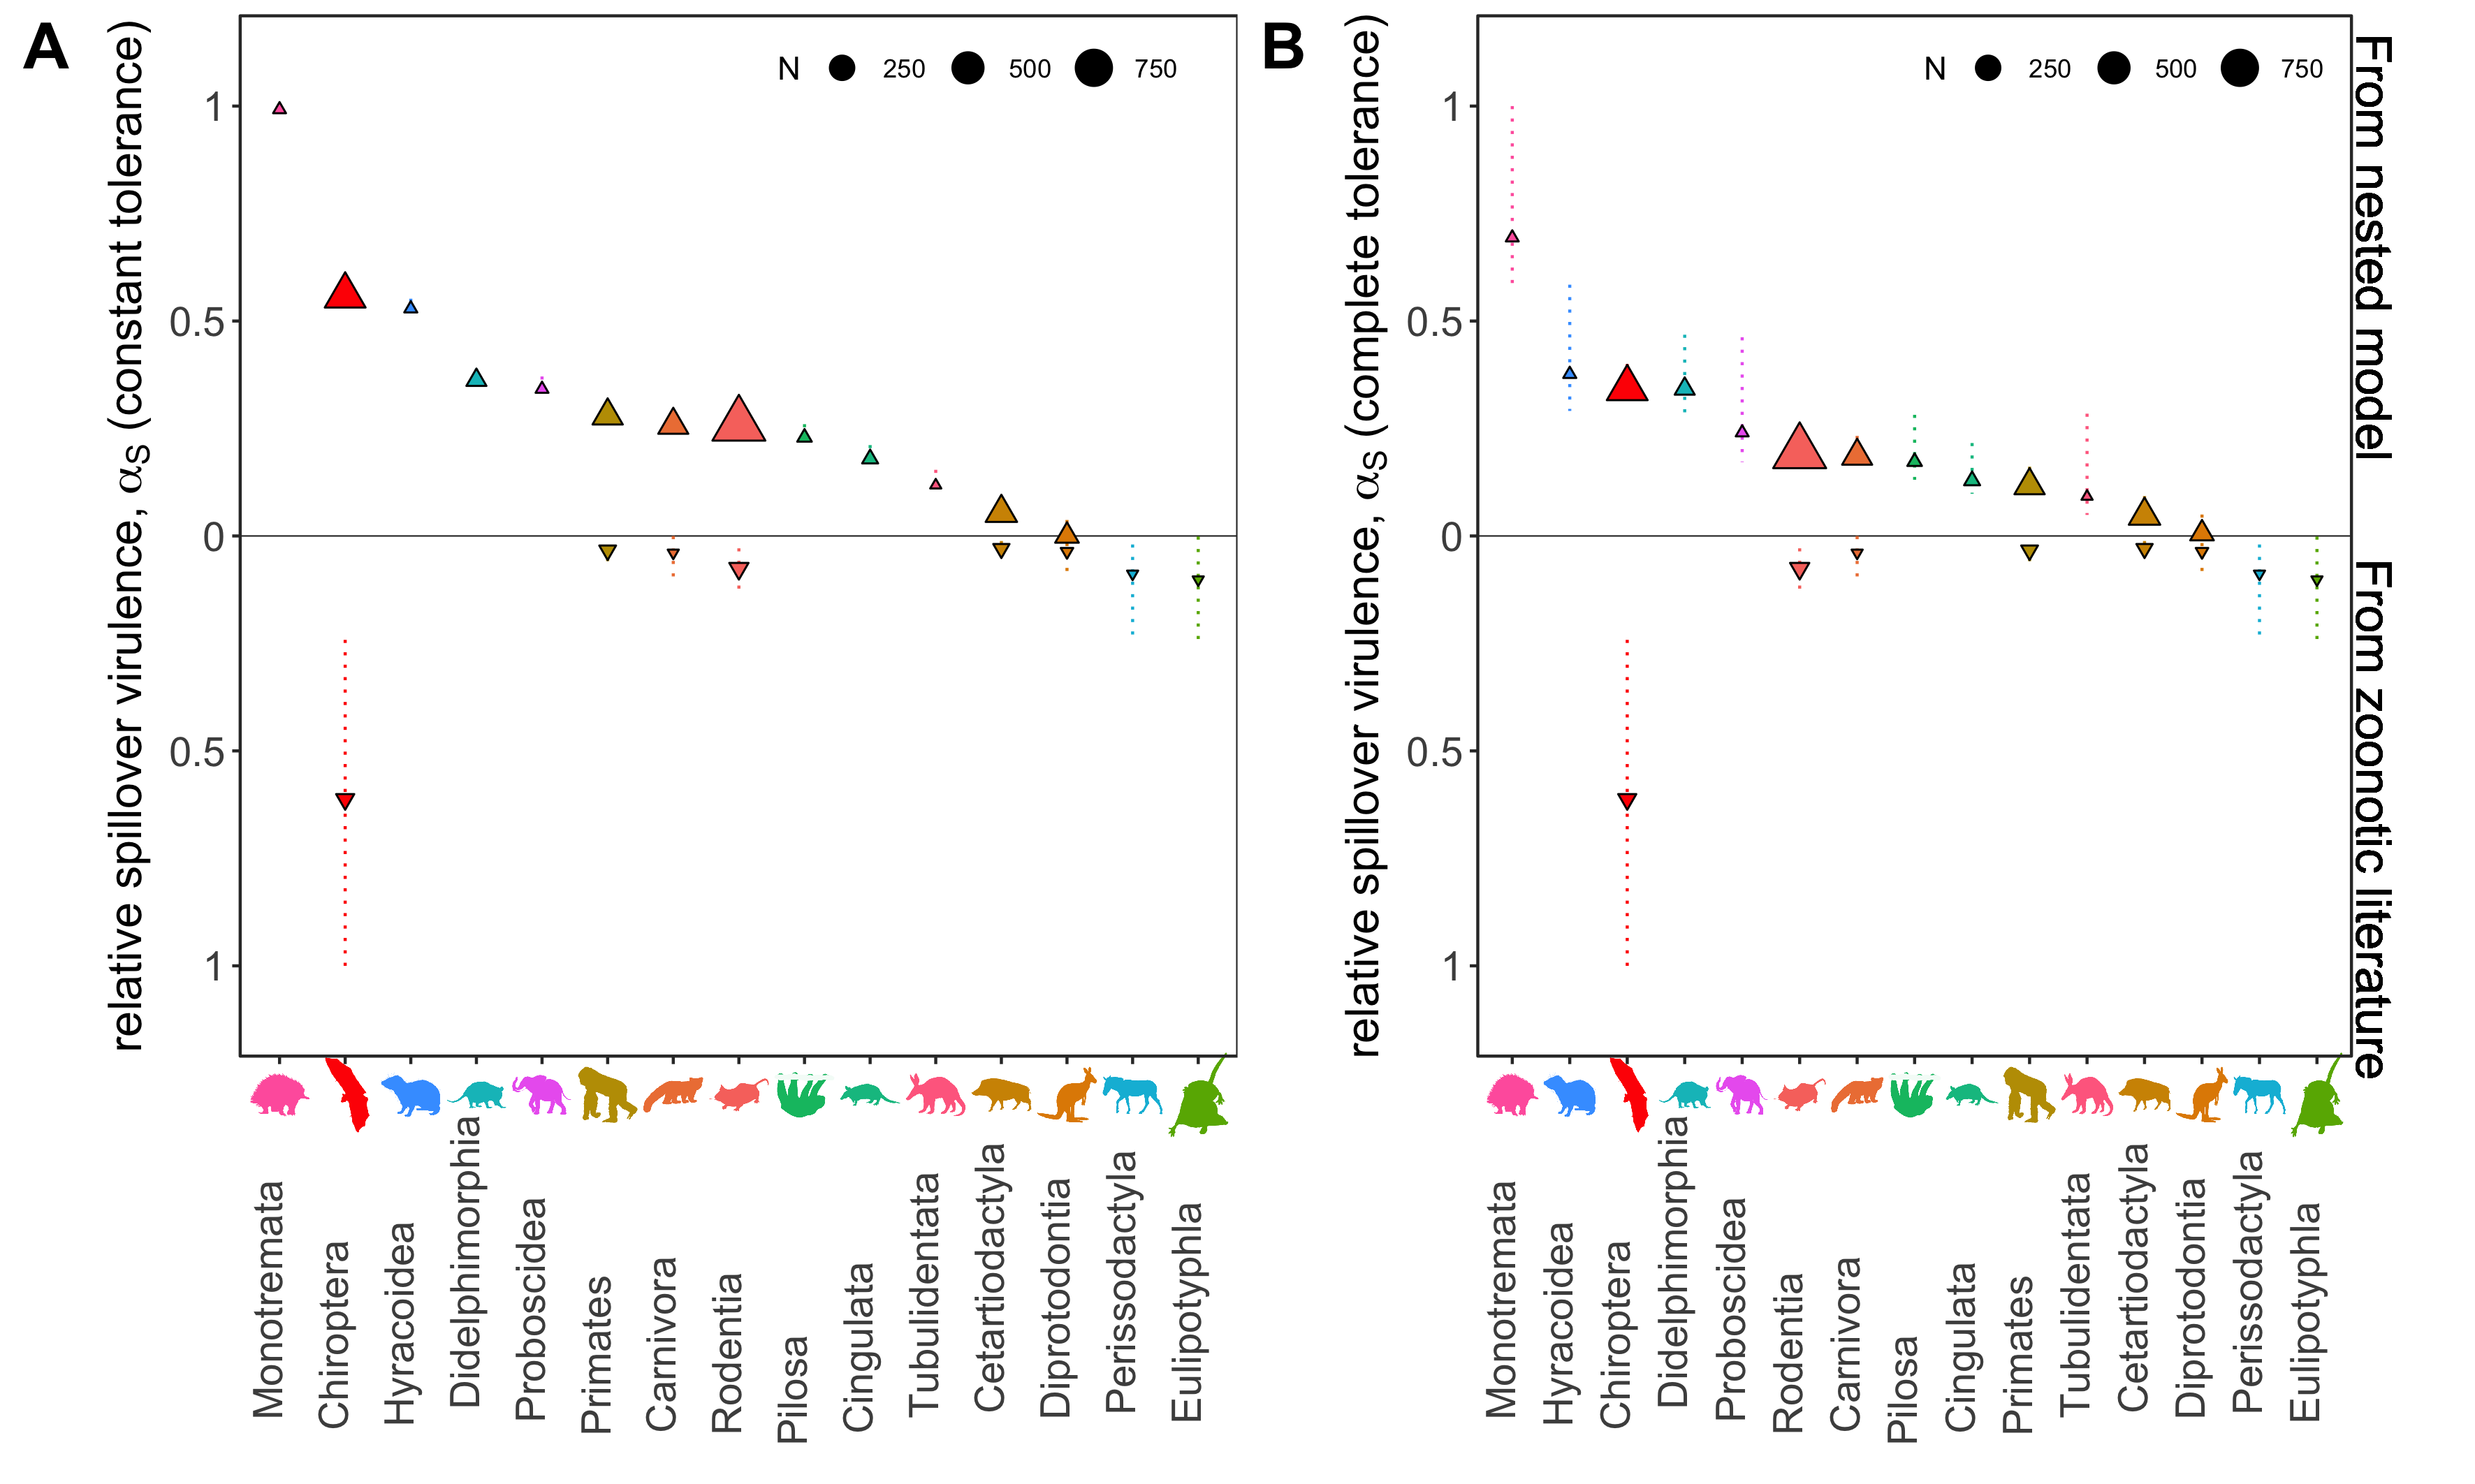 A
relative spillover virulence, αS (constant tolerance)
N 250 500 750
1
0.5
0
0.5
1
Monotremata
Chiroptera
Hyracoidea
Didelphimorphia
Proboscidea
Primates
Carnivora
Rodentia
Pilosa
Cingulata
Tubulidentata
Cetartiodactyla
Diprotodontia
Perissodactyla
Eulipotyphla
B
relative spillover virulence, αS (complete tolerance)
N 250 500 750
1
0.5
0
0.5
1
Monotremata
Hyracoidea
Chiroptera
Didelphimorphia
Proboscidea
Rodentia
Carnivora
Pilosa
Cingulata
Primates
Tubulidentata
Cetartiodactyla
Diprotodontia
Perissodactyla
Eulipotyphla
From nested model
From zoonotic literature